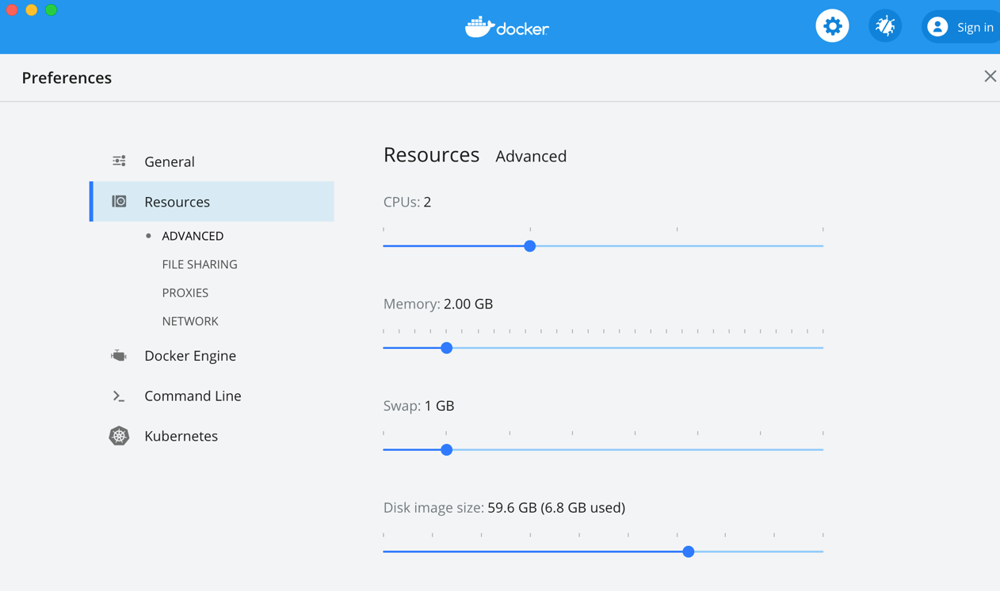 docker
Sign in
Preferences
General
Resources
ADVANCED
FILE SHARING
PROXIES
NETWORK
Docker Engine
Command Line
Kubernetes
Resources Advanced
CPUs: 2
Memory: 2.00 GB
Swap: 1 GB
Disk image size: 59.6 GB (6.8 GB used)